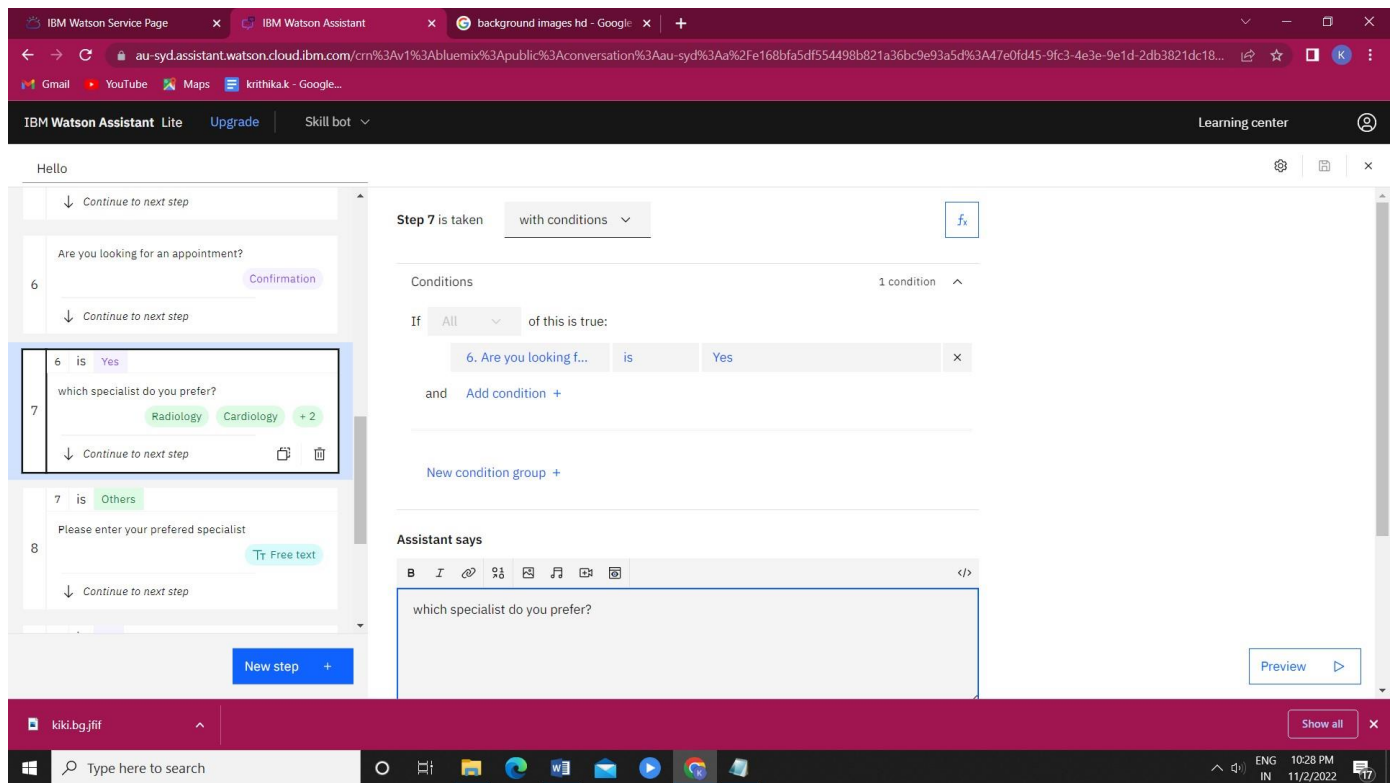 IBM Watson Service Page
IBM Watson Assistant
background images hd - Google
au-syd.assistant.watson.cloud.ibm.com/crn%3Av1%3Abluemix%3Apublic%3Aconversation%3Aau-syd%3Aa%2Fe168bfa5df554498b821a36bc9e93a5d%3A47e0fd45-9fc3-4e3e-9e1d-2db3821dc18...
K
Gmail
YouTube
Maps
krithika.k - Google...
IBM Watson Assistant Lite
Upgrade
Skill bot
Learning center
Hello
Continue to next step
6
Are you looking for an appointment?
Confirmation
Continue to next step
7
6 is Yes
which specialist do you prefer?
Radiology Cardiology + 2
Continue to next step
8
7 is Others
Please enter your prefered specialist
Tт Free text
Continue to next step
New step +
Step 7 is taken with conditions
fx
Conditions
1 condition
If All of this is true:
6. Are you looking f... is Yes
and Add condition +
New condition group +
Assistant says
B I
</>
which specialist do you prefer?
Preview
kiki.bg.jfif
Show all
Type here to search
ENG
IN
10:28 PM
11/2/2022
17